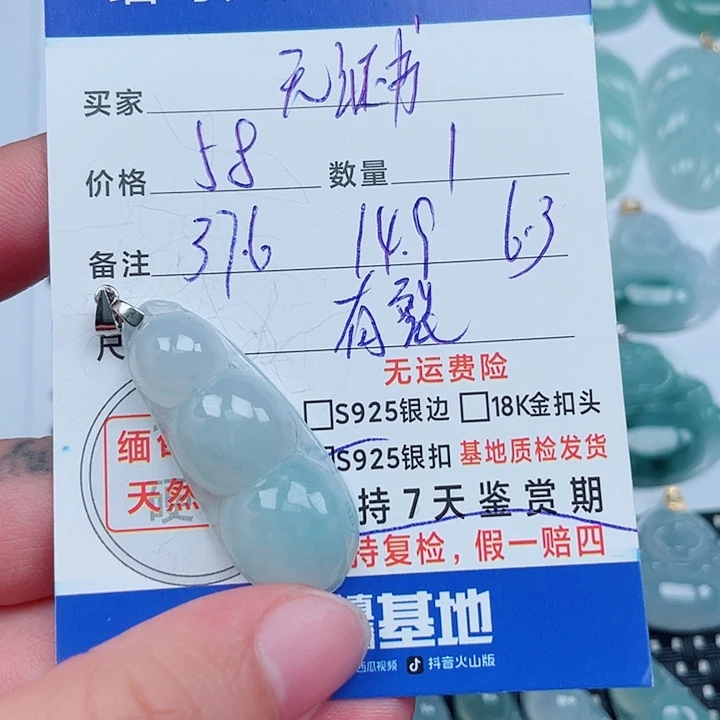 买家 无证书
价格 58 数量 1
备注 37.6 14.9 6.3
尺 有裂
无运费险
S925银边 18K金扣头
S925银扣 基地质检发货
缅
天然
持7天鉴赏期
持复检，假一赔四
基地
西瓜视频 抖音火山版